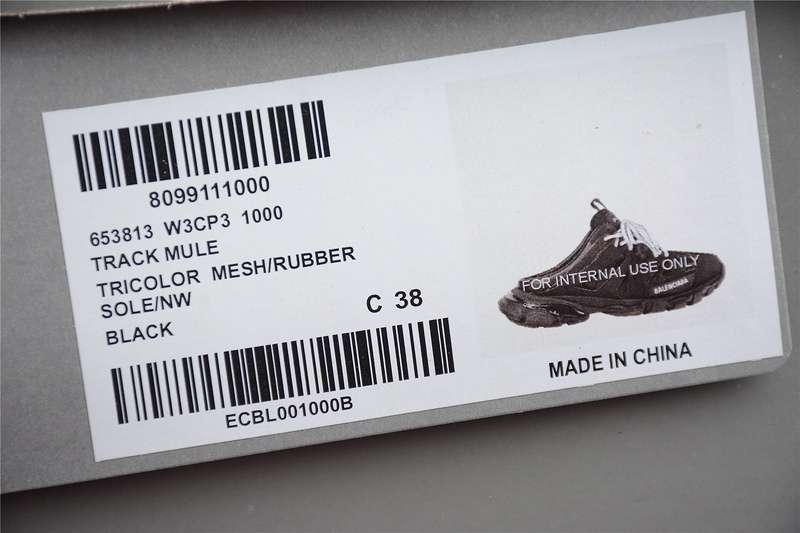 8099111000
653813 W3CP3 1000
TRACK MULE
TRICOLOR MESH/RUBBER
SOLE/NW
BLACK
C 38
ECBL001000B
FOR INTERNAL USE ONLY
BALENCIAGA
MADE IN CHINA